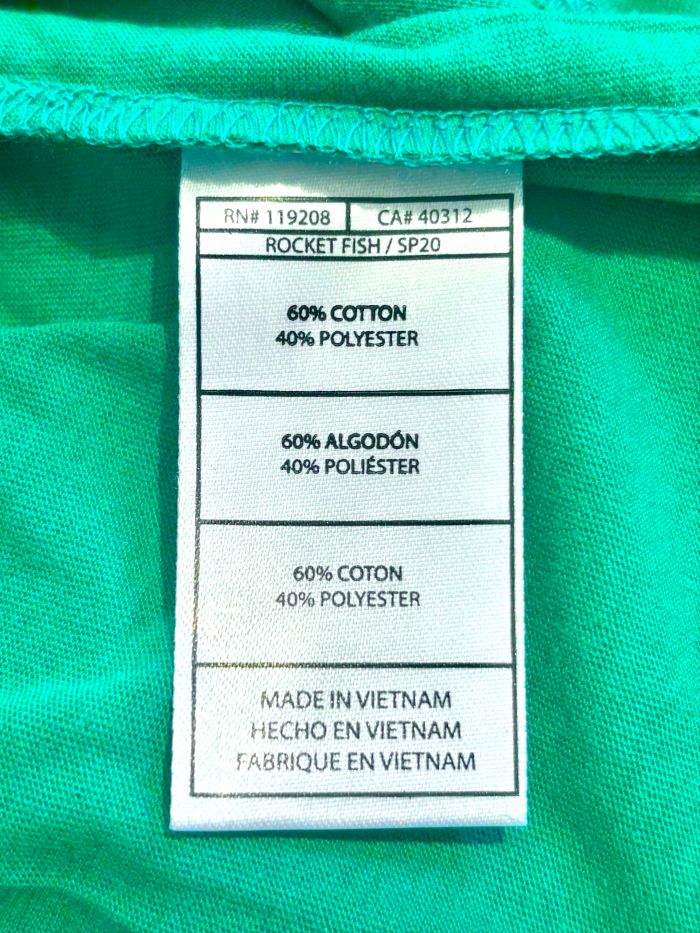 RN# 119208 CA# 40312
ROCKET FISH / SP20
60% COTTON
40% POLYESTER
60% ALGODÓN
40% POLIÉSTER
60% COTON
40% POLYESTER
MADE IN VIETNAM
HECHO EN VIETNAM
FABRIQUE EN VIETNAM